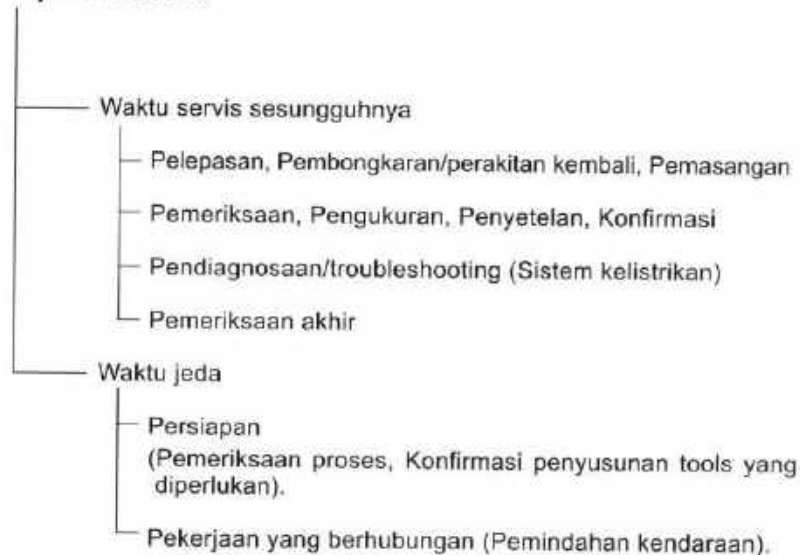 Waktu servis sesungguhnya
Pelepasan, Pembongkaran/perakitan kembali, Pemasangan
Pemeriksaan, Pengukuran, Penyetelan, Konfirmasi
Pendiagnosaan/troubleshooting (Sistem kelistrikan)
Pemeriksaan akhir
Waktu jeda
Persiapan
(Pemeriksaan proses, Konfirmasi penyusunan tools yang
diperlukan).
Pekerjaan yang berhubungan (Pemindahan kendaraan).